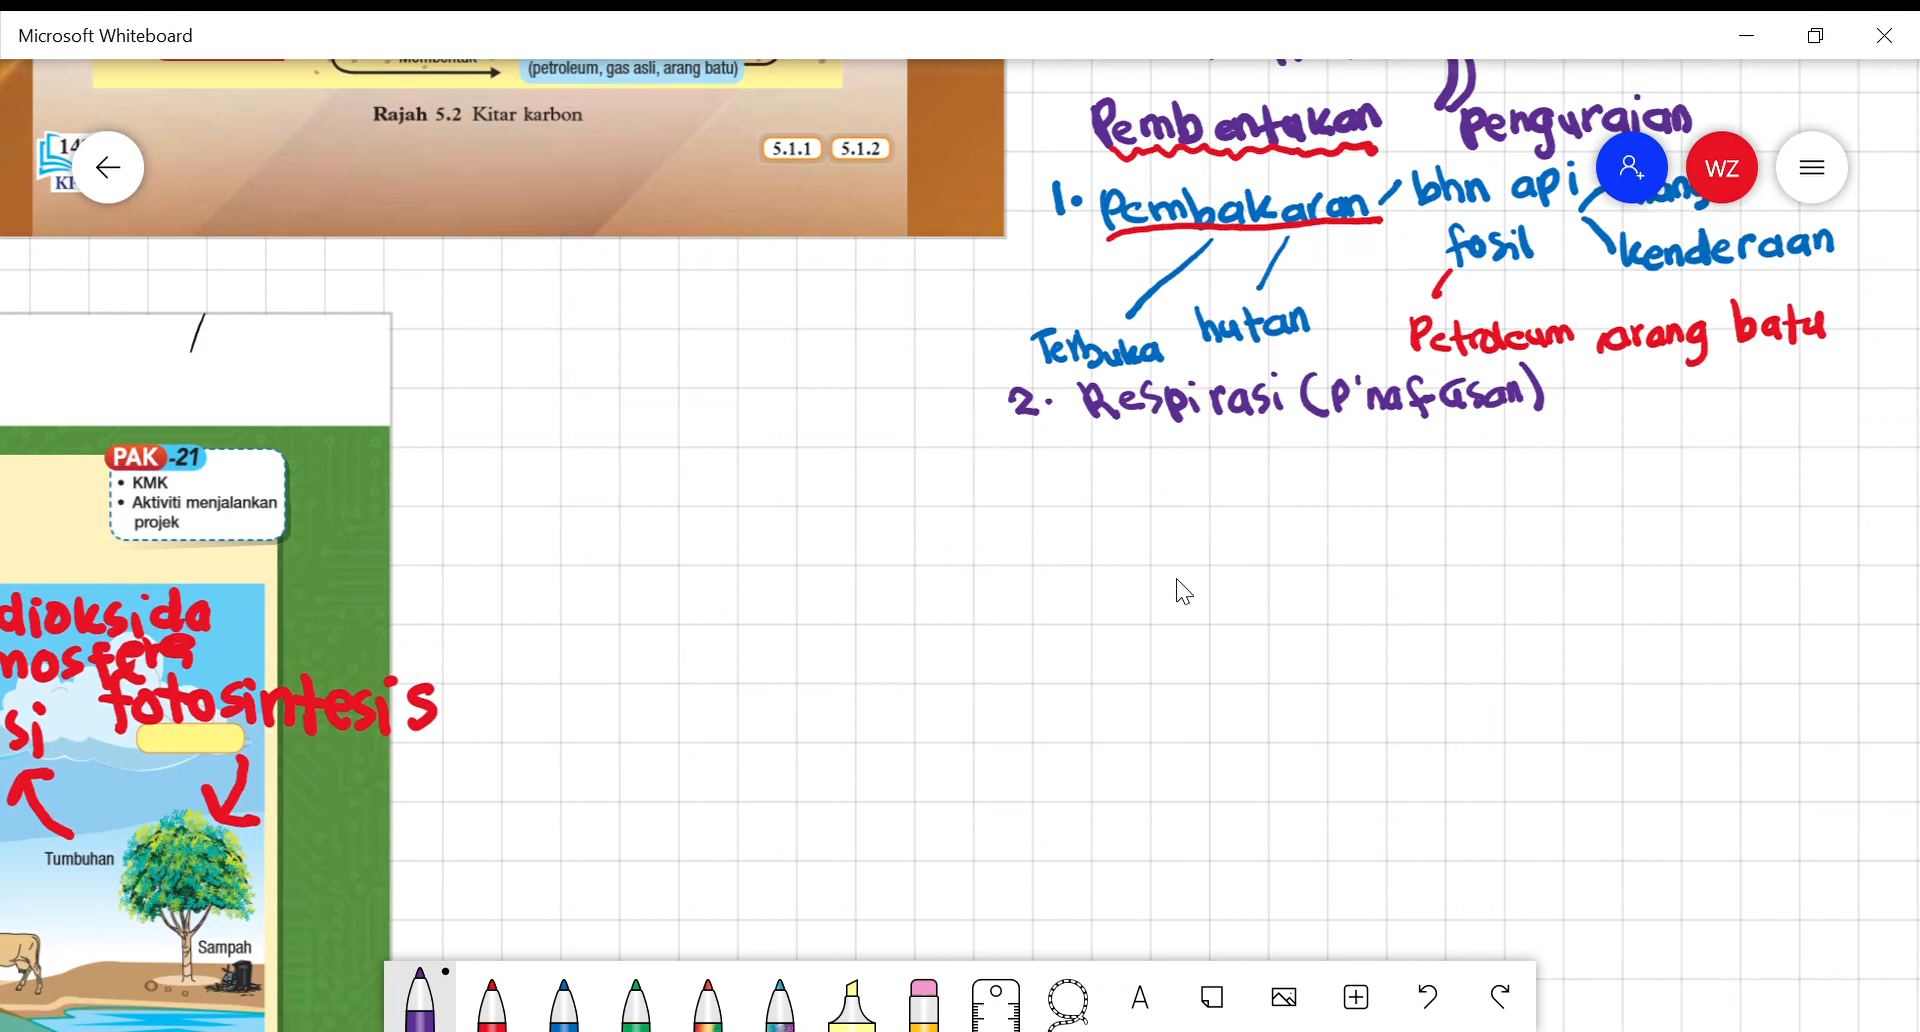 Microsoft Whiteboard
(petroleum, gas asli, arang batu)
Rajah 5.2 Kitar karbon
5.1.1 5.1.2
Pembentukan
penguraian
WZ
1. Pembakaran
bhn api
fosil
kenderaan
Terbuka
hutan
Petroleum arang batu
2. Respirasi (p'nafasan)
PAK-21
• KMK
• Aktiviti menjalankan
projek
dioksida
fotosintesis
si
Tumbuhan
Sampah